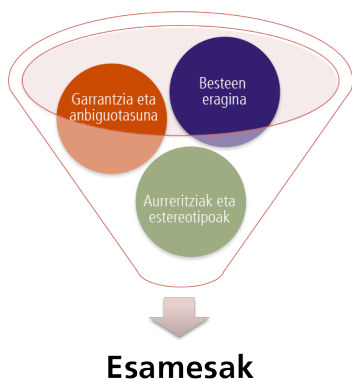 Garrantzia eta
anbiguotasuna
Besteen
eragina
Aurreritziak eta
estereotipoak
Esamesak